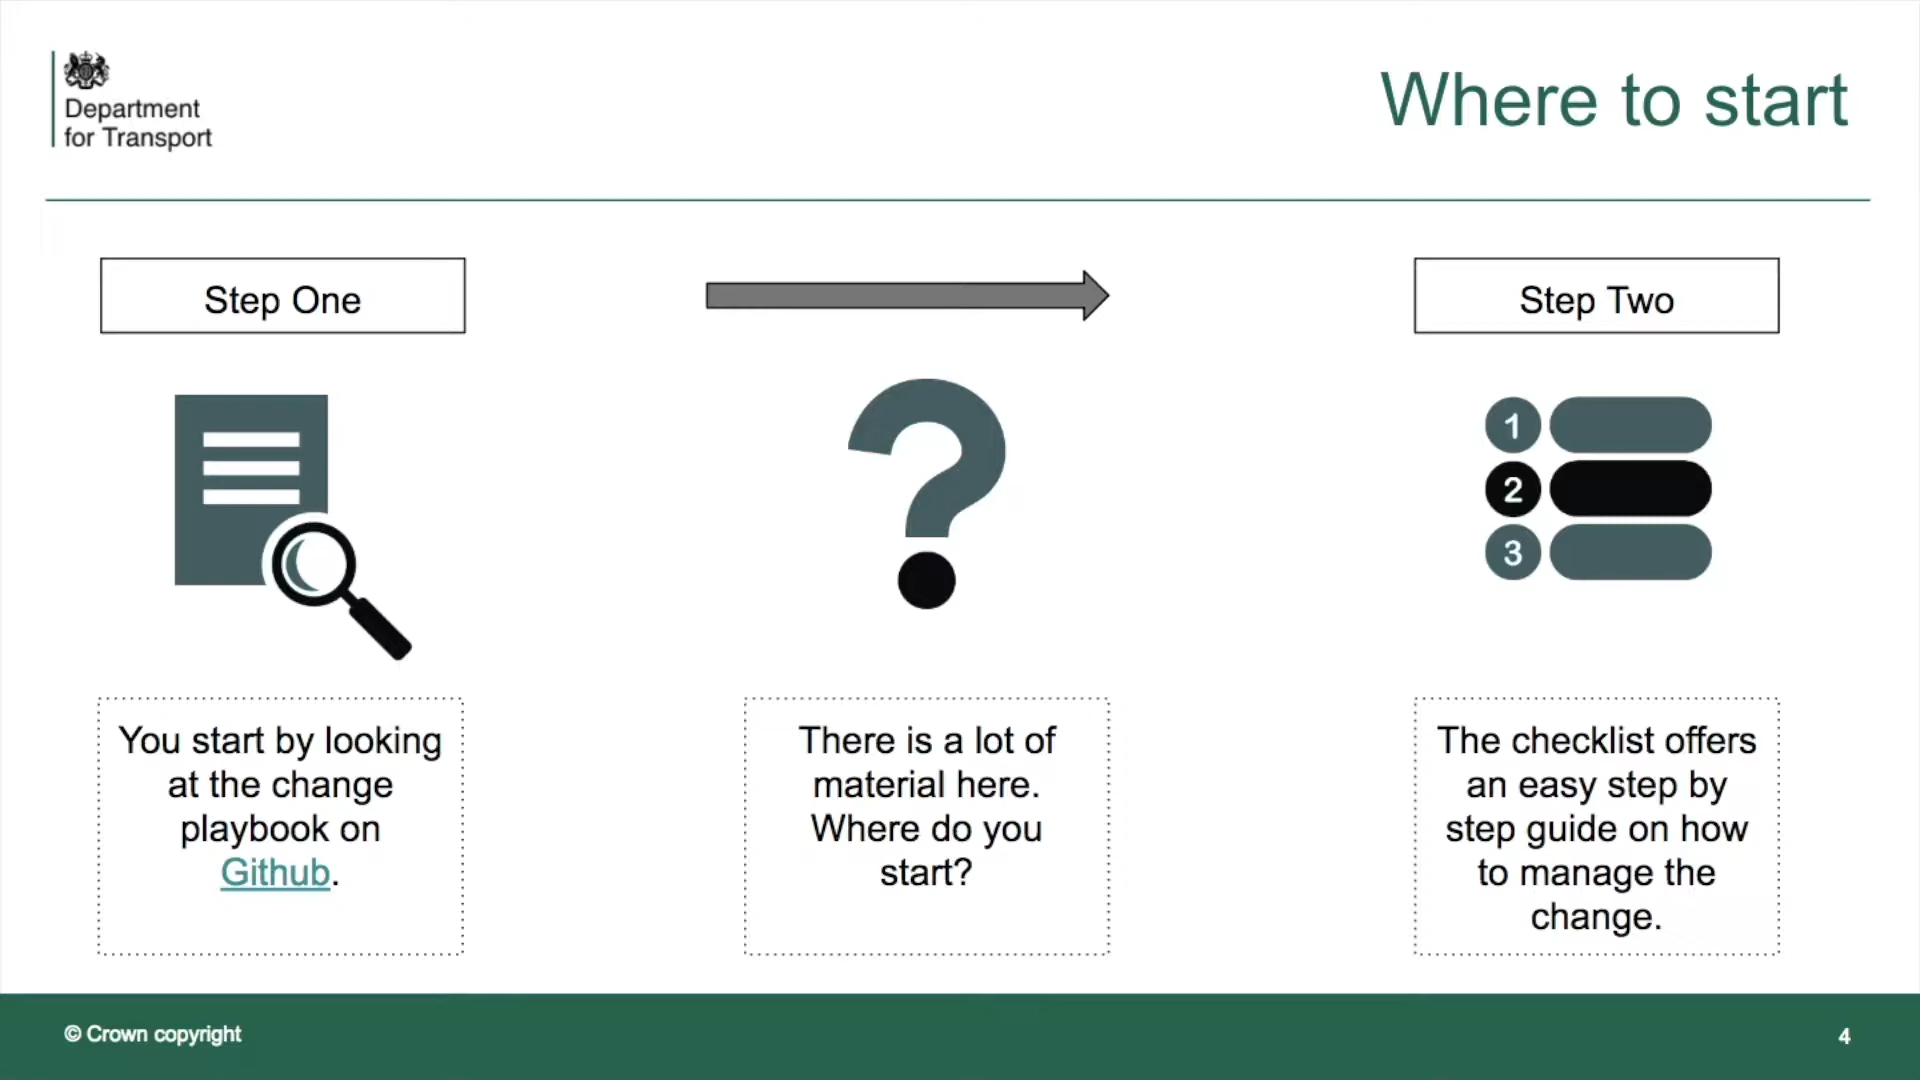 Department
for Transport
Where to start
Step One
Step Two
1
2
3
You start by looking
at the change
playbook on
Github.
There is a lot of
material here.
Where do you
start?
The checklist offers
an easy step by
step guide on how
to manage the
change.
© Crown copyright
4